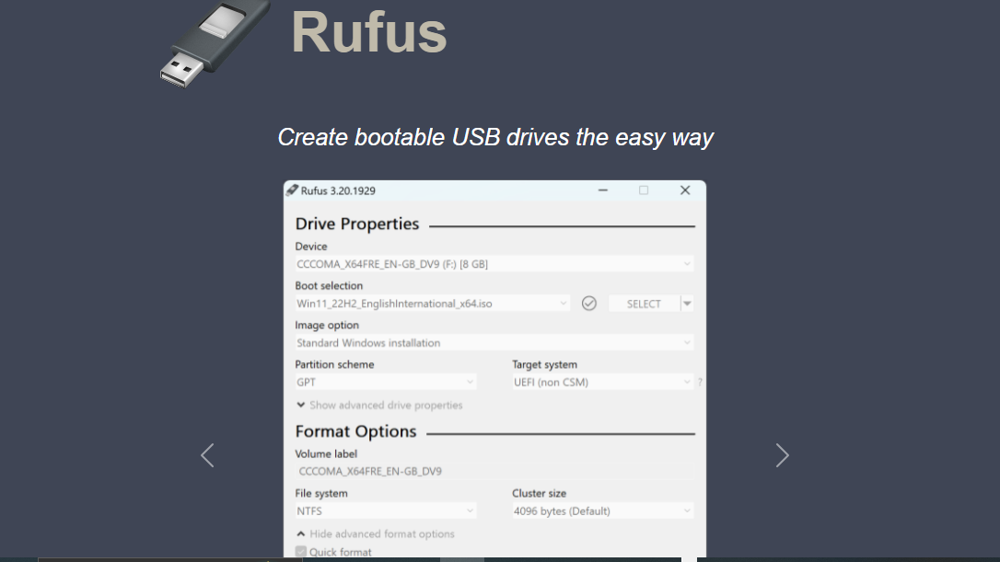 Rufus
Create bootable USB drives the easy way
Rufus 3.20.1929
Drive Properties
Device
CCCOMA_X64FRE_EN-GB_DV9 (F:) [8 GB]
Boot selection
Win11_22H2_EnglishInternational_x64.iso SELECT
Image option
Standard Windows installation
Partition scheme Target system
GPT UEFI (non CSM) ?
Show advanced drive properties
Format Options
Volume label
CCCOMA_X64FRE_EN-GB_DV9
File system Cluster size
NTFS 4096 bytes (Default)
Hide advanced format options
Quick format